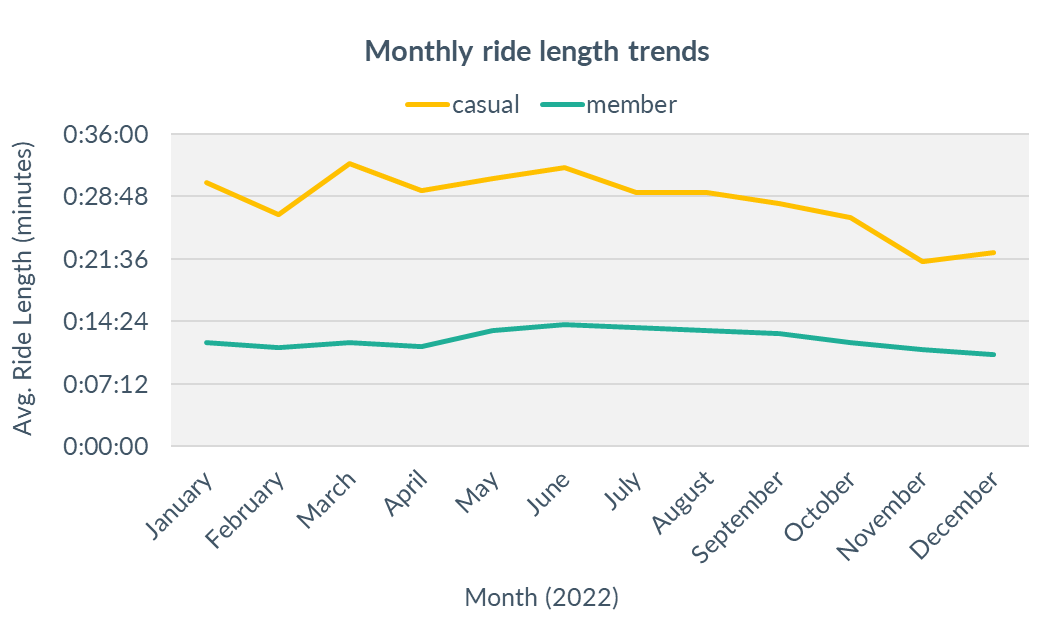 Monthly ride length trends
casual member
Avg. Ride Length (minutes)
0:36:00
0:28:48
0:21:36
0:14:24
0:07:12
0:00:00
January
February
March
April
May
June
July
August
September
October
November
December
Month (2022)